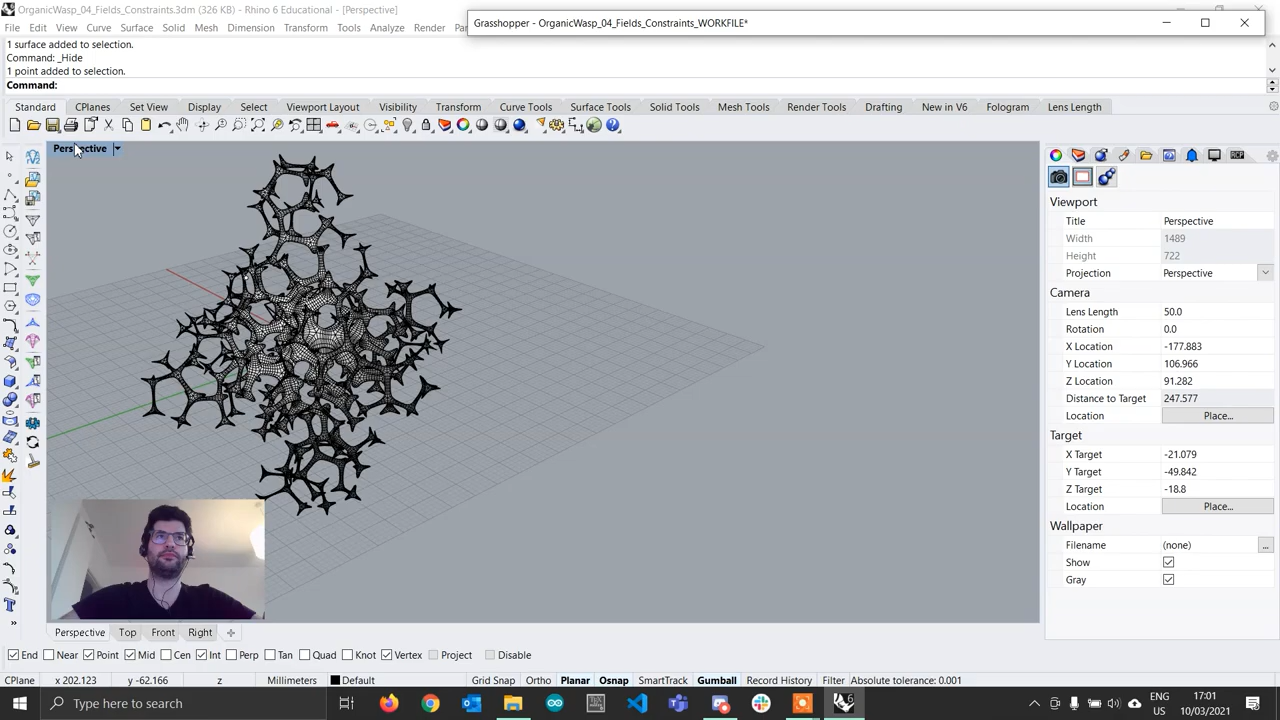 OrganicWasp_04_Fields_Constraints.3dm (326 KB) - Rhino 6 Educational - [Perspective]
Grasshopper - OrganicWasp_04_Fields_Constraints_WORKFILE*
File Edit View Curve Surface Solid Mesh Dimension Transform Tools Analyze Render Pa
1 surface added to selection.
Command: _Hide
1 point added to selection.
Command:
Standard CPlanes Set View Display Select Viewport Layout Visibility Transform Curve Tools Surface Tools Solid Tools Mesh Tools Render Tools Drafting New in V6 Fologram Lens Length
Perspective
Viewport
Title Perspective
Width 1489
Height 722
Projection Perspective
Camera
Lens Length 50.0
Rotation 0.0
X Location -177.883
Y Location 106.966
Z Location 91.282
Distance to Target 247.577
Location Place...
Target
X Target -21.079
Y Target -49.842
Z Target -18.8
Location Place...
Wallpaper
Filename (none) ...
Show
Gray
Perspective Top Front Right
End Near Point Mid Cen Int Perp Tan Quad Knot Vertex Project Disable
CPlane x 202.123 y -62.166 z Millimeters Default Grid Snap Ortho Planar Osnap SmartTrack Gumball Record History Filter Absolute tolerance: 0.001
Type here to search
ENG
US
17:01
10/03/2021